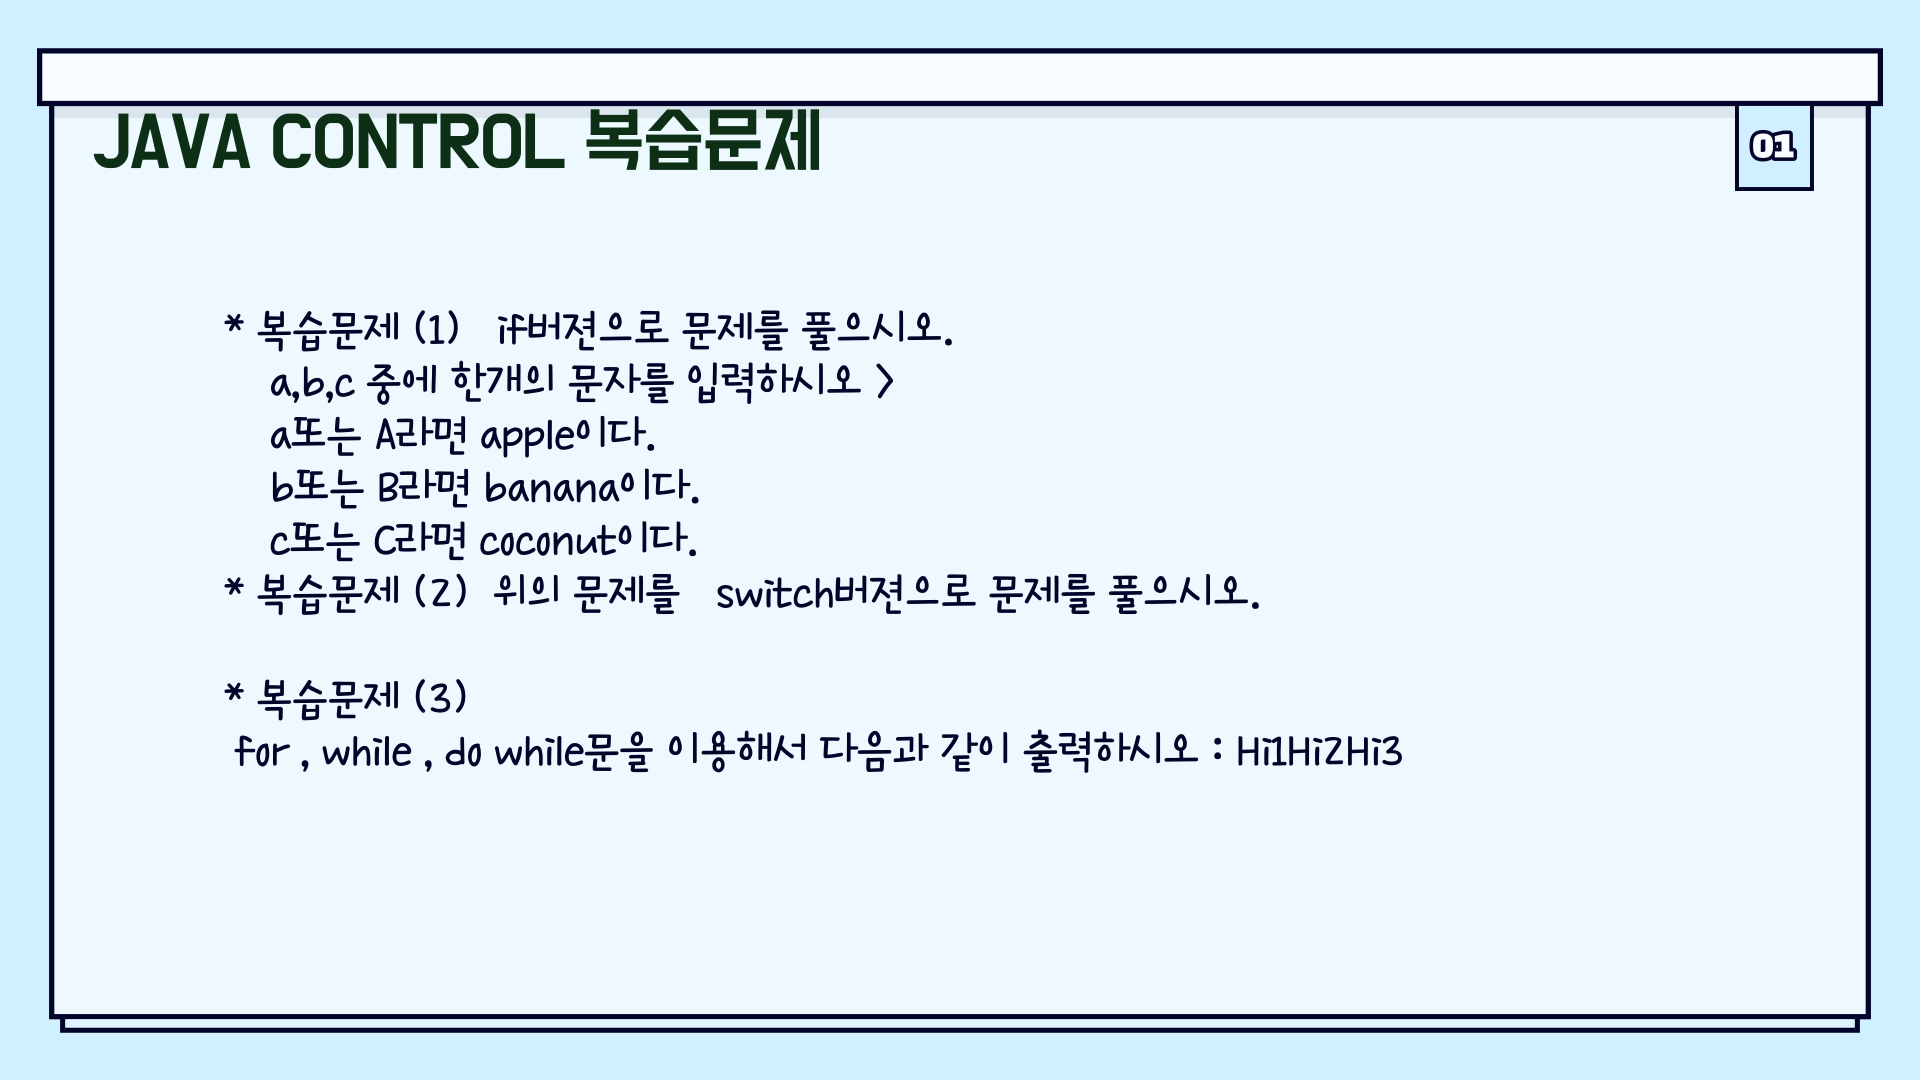 JAVA CONTROL 복습문제
01
* 복습문제 (1) if버젼으로 문제를 풀으시오.
a,b,c 중에 한개의 문자를 입력하시오 >
a또는 A라면 apple이다.
b또는 B라면 banana이다.
c또는 C라면 coconut이다.
* 복습문제 (2) 위의 문제를 switch버젼으로 문제를 풀으시오.
* 복습문제 (3)
for , while , do while문을 이용해서 다음과 같이 출력하시오 : Hi1Hi2Hi3